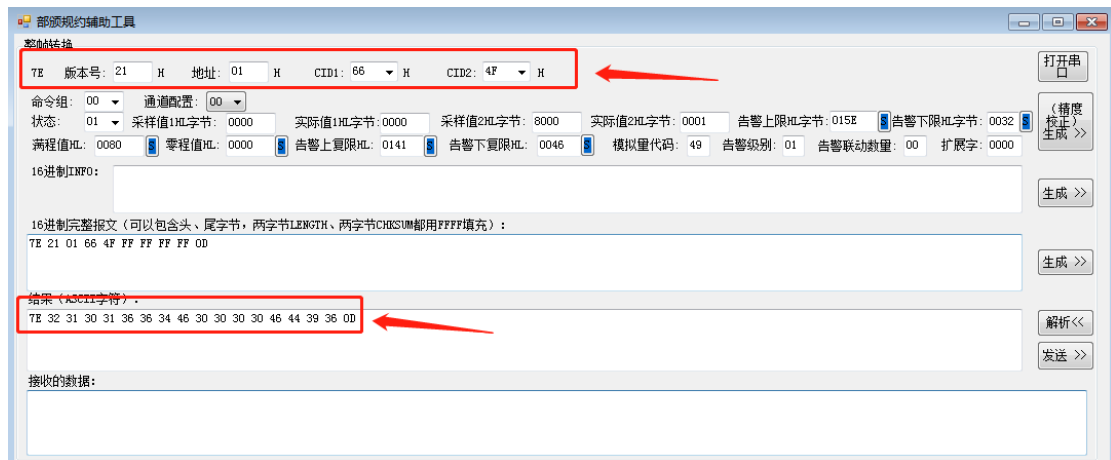 部颁规约辅助工具
整帧转换
7E 版本号: 21 H 地址: 01 H CID1: 66 H CID2: 4F H
打开串口
命令组: 00 通道配置: 00
状态: 01 采样值1HL字节: 0000 实际值1HL字节: 0000 采样值2HL字节: 8000 实际值2HL字节: 0001 告警上限HL字节: 015E S 告警下限HL字节: 0032 S
(精度校正)生成 >>
满程值HL: 0080 S 零程值HL: 0000 S 告警上复限HL: 0141 S 告警下复限HL: 0046 S 模拟量代码: 49 告警级别: 01 告警联动数量: 00 扩展字: 0000
16进制INFO:
生成 >>
16进制完整报文(可以包含头、尾字节,两字节LENGTH、两字节CHKSUM都用FFFF填充):
7E 21 01 66 4F FF FF FF FF 0D
生成 >>
结果(ASCII字符):
7E 32 31 30 31 36 36 34 46 30 30 30 30 46 44 39 36 0D
解析<<
发送 >>
接收的数据: